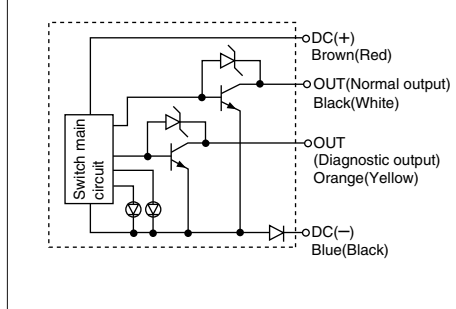 DC(+)
Brown(Red)
OUT(Normal output)
Black(White)
OUT
(Diagnostic output)
Orange(Yellow)
Switch main
circuit
DC(−)
Blue(Black)